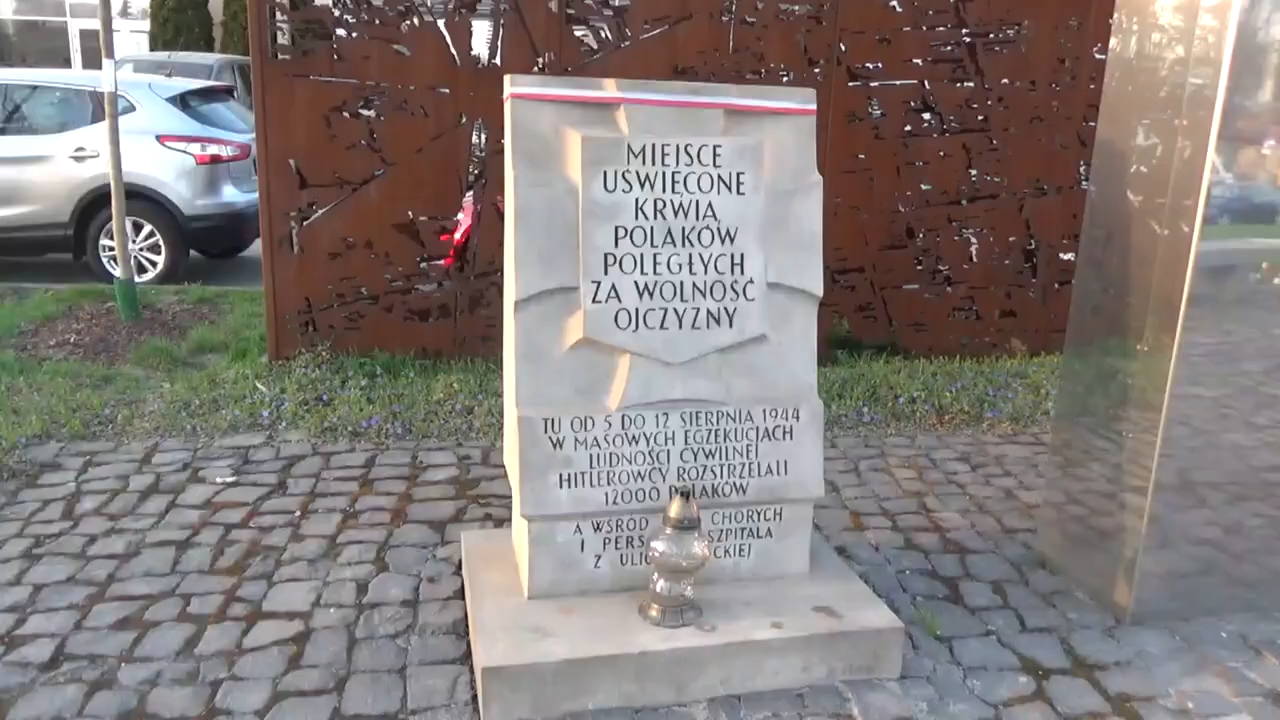 MIEJSCE
UŚWIĘCONE
KRWIĄ
POLAKÓW
POLEGŁYCH
ZA WOLNOŚĆ
OJCZYZNY
TU OD 5 DO 12 SIERPNIA 1944
W MASOWYCH EGZEKUCJACH
LUDNOŚCI CYWILNEJ
HITLEROWCY ROZSTRZELALI
12000 POLAKÓW
A WŚRÓD CHORYCH
I PERS SZPITALA
Z ULIC CKIEJ